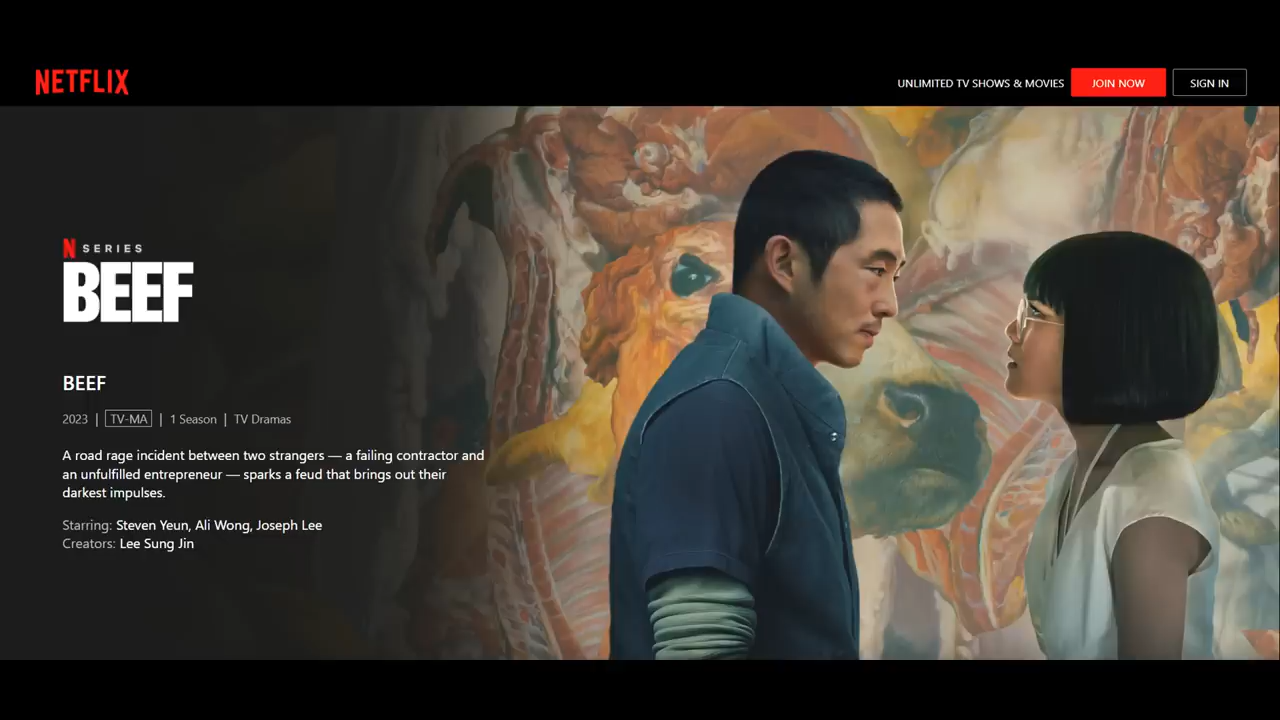 NETFLIX
UNLIMITED TV SHOWS & MOVIES JOIN NOW SIGN IN
N SERIES
BEEF
BEEF
2023 | TV-MA | 1 Season | TV Dramas
A road rage incident between two strangers — a failing contractor and
an unfulfilled entrepreneur — sparks a feud that brings out their
darkest impulses.
Starring: Steven Yeun, Ali Wong, Joseph Lee
Creators: Lee Sung Jin